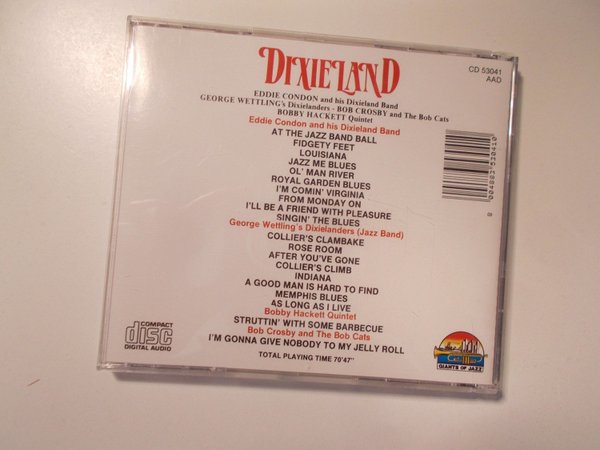 DIXIELAND
CD 53041
AAD
EDDIE CONDON and his Dixieland Band
GEORGE WETTLING's Dixielanders - BOB CROSBY and The Bob Cats
BOBBY HACKETT Quintet
Eddie Condon and his Dixieland Band
AT THE JAZZ BAND BALL
FIDGETY FEET
LOUISIANA
JAZZ ME BLUES
OL' MAN RIVER
ROYAL GARDEN BLUES
I'M COMIN' VIRGINIA
FROM MONDAY ON
I'LL BE A FRIEND WITH PLEASURE
SINGIN' THE BLUES
George Wettling's Dixielanders (Jazz Band)
COLLIER'S CLAMBAKE
ROSE ROOM
AFTER YOU'VE GONE
COLLIER'S CLIMB
INDIANA
A GOOD MAN IS HARD TO FIND
MEMPHIS BLUES
AS LONG AS I LIVE
Bobby Hackett Quintet
STRUTTIN' WITH SOME BARBECUE
Bob Crosby and The Bob Cats
I'M GONNA GIVE NOBODY TO MY JELLY ROLL
TOTAL PLAYING TIME 70'47"
COMPACT
disc
DIGITAL AUDIO
GIANTS OF JAZZ